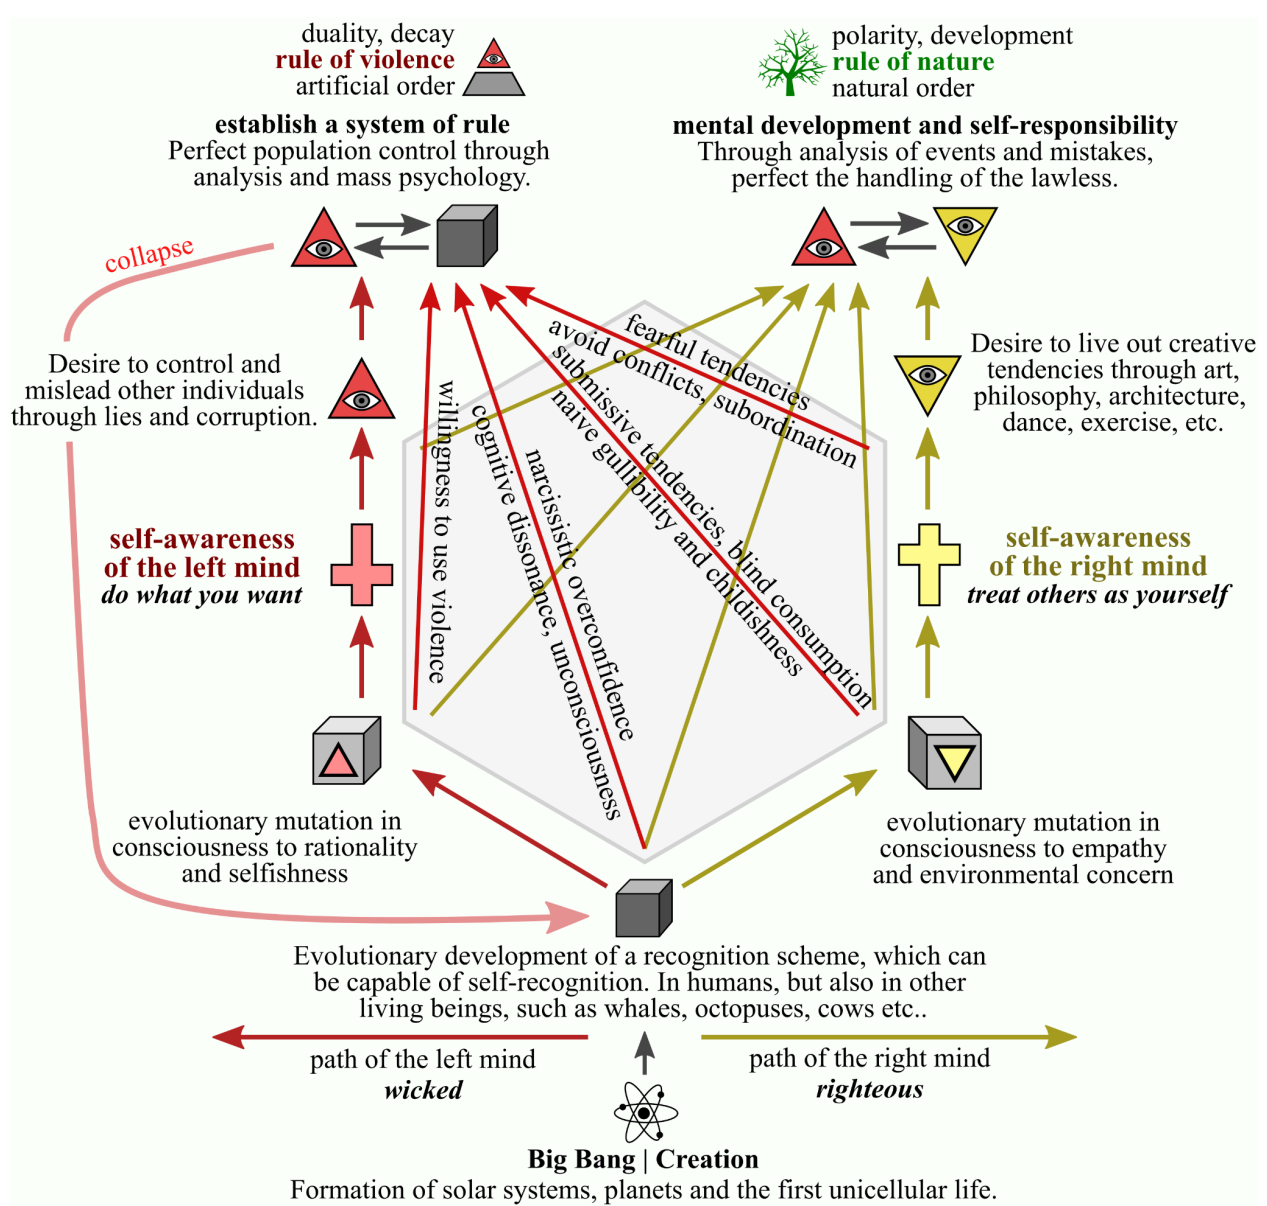 duality, decay
rule of violence
artificial order
polarity, development
rule of nature
natural order
establish a system of rule
Perfect population control through
analysis and mass psychology.
mental development and self-responsibility
Through analysis of events and mistakes,
perfect the handling of the lawless.
collapse
Desire to control and
mislead other individuals
through lies and corruption.
fearful tendencies
avoid conflicts, subordination
submissive tendencies, blind consumption
naive gullibility and childishness
narcissistic overconfidence
cognitive dissonance, unconsciousness
willingness to use violence
Desire to live out creative
tendencies through art,
philosophy, architecture,
dance, exercise, etc.
self-awareness
of the left mind
do what you want
self-awareness
of the right mind
treat others as yourself
evolutionary mutation in
consciousness to rationality
and selfishness
evolutionary mutation in
consciousness to empathy
and environmental concern
Evolutionary development of a recognition scheme, which can
be capable of self-recognition. In humans, but also in other
living beings, such as whales, octopuses, cows etc..
path of the left mind
wicked
path of the right mind
righteous
Big Bang | Creation
Formation of solar systems, planets and the first unicellular life.